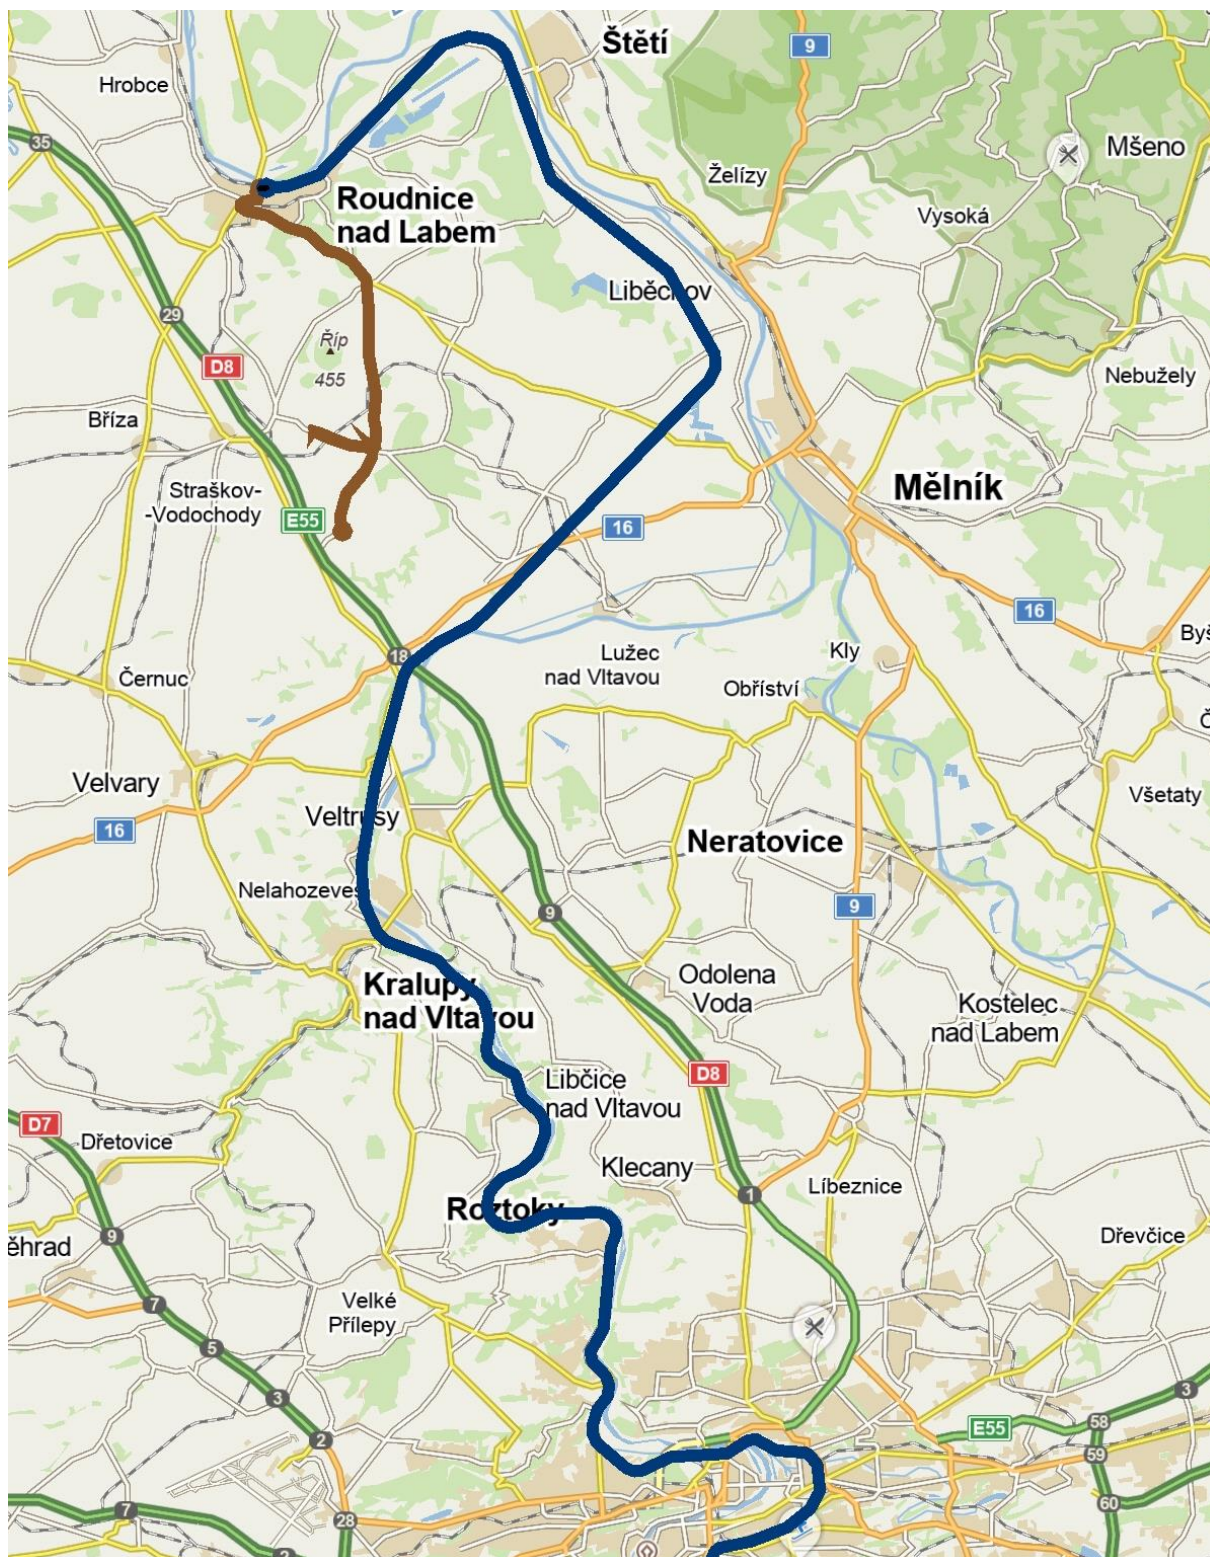 Štětí
9
Hrobce
35
Mšeno
Želízy
Roudnice
nad Labem
Vysoká
Liběchov
29
Říp
D8
455
Nebužely
Bříza
Mělník
Straškov-
-Vodochody
E55
16
16
Kly
Lužec
nad Vltavou
18
Černuc
Obříství
Velvary
Všetaty
Veltrusy
16
Neratovice
Nelahozeves
9
9
Odolena
Voda
Kralupy
nad Vltavou
Kostelec
nad Labem
D8
Libčice
nad Vltavou
D7
Dřetovice
Klecany
Líbeznice
1
Roztoky
9
ěhrad
Dřevčice
7
Velké
Přílepy
5
3
3
2
E55
58
59
60
7
28